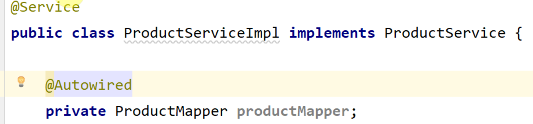 @Service
public class ProductServiceImpl implements ProductService {
@Autowired
private ProductMapper productMapper;